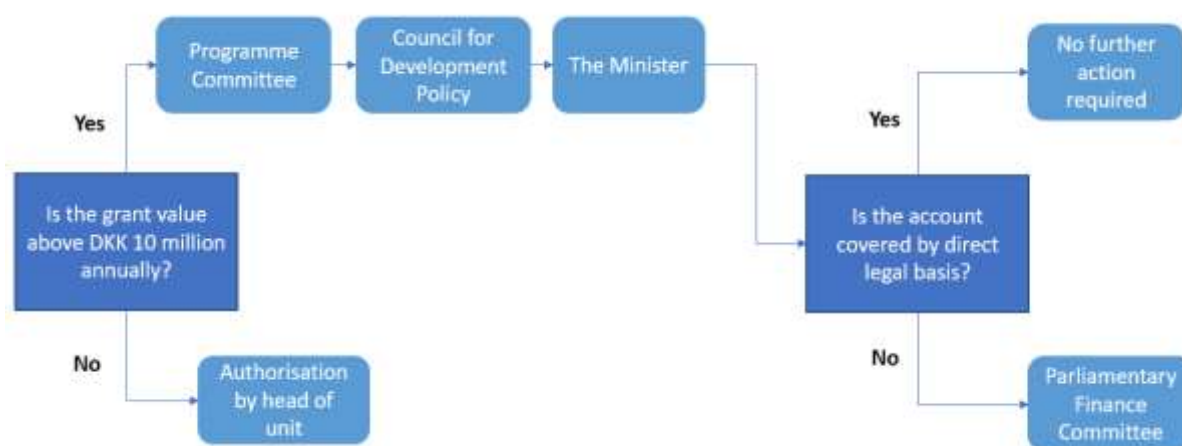 Programme
Committee
Council for
Development
Policy
The Minister
No further
action
required
Yes
Yes
Is the grant value
above DKK 10 million
annually?
Is the account
covered by direct
legal basis?
No
No
Authorisation
by head of
unit
Parliamentary
Finance
Committee